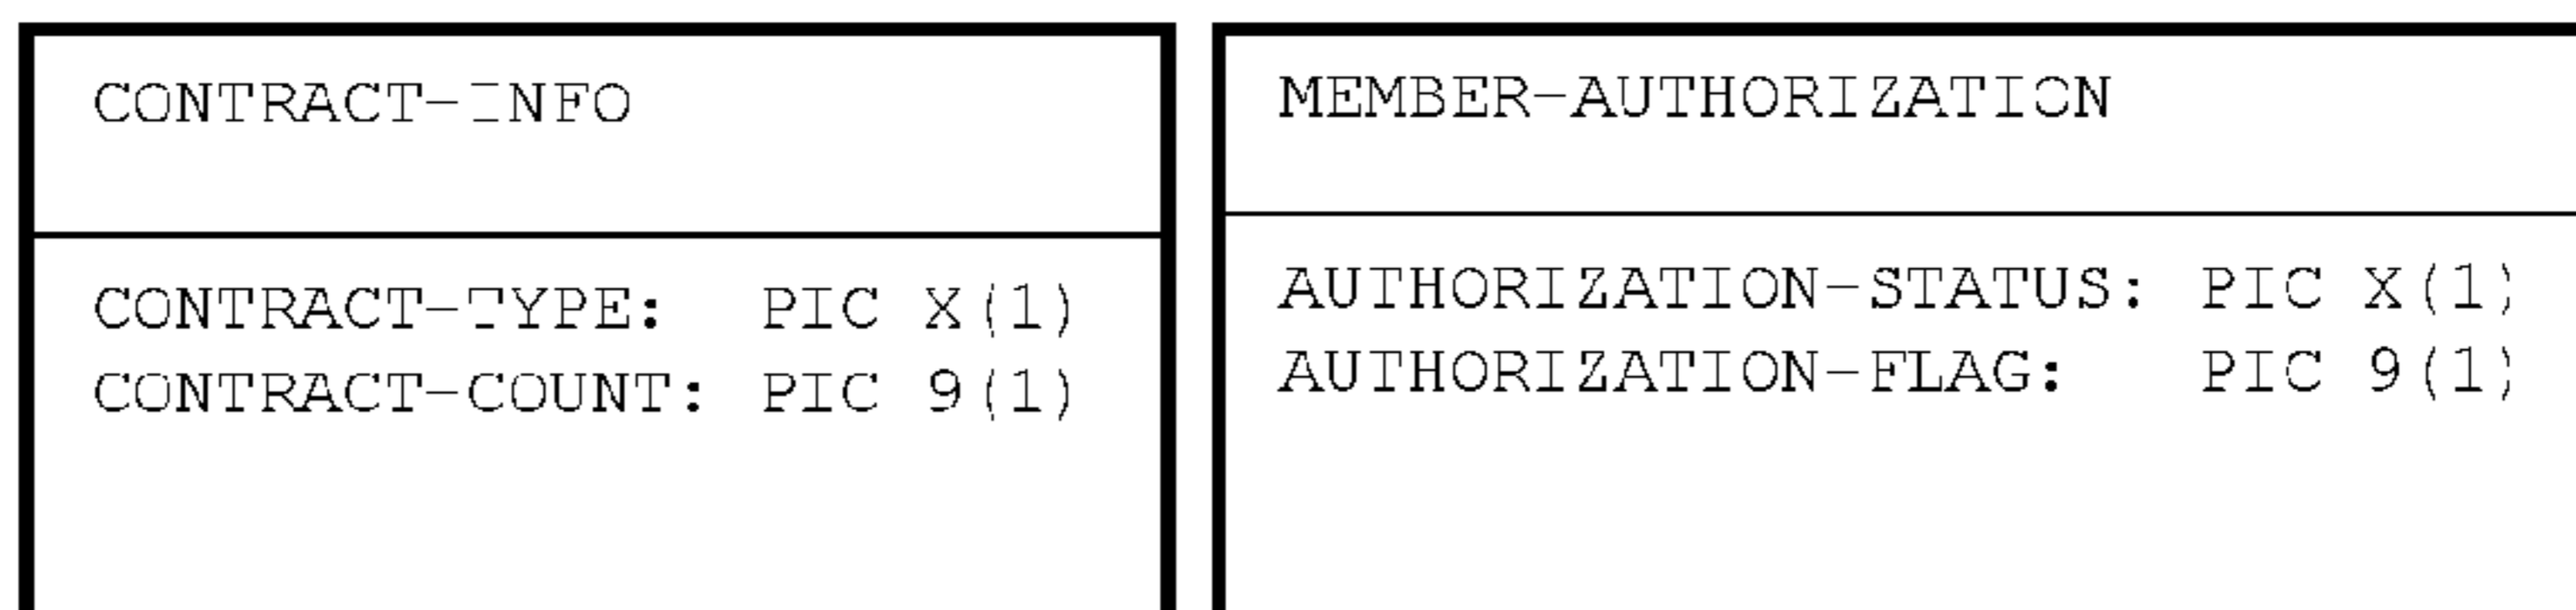 CONTRACT-INFO
CONTRACT-TYPE: PIC X(1)
CONTRACT-COUNT: PIC 9(1)
MEMBER-AUTHORIZATION
AUTHORIZATION-STATUS: PIC X(1)
AUTHORIZATION-FLAG: PIC 9(1)